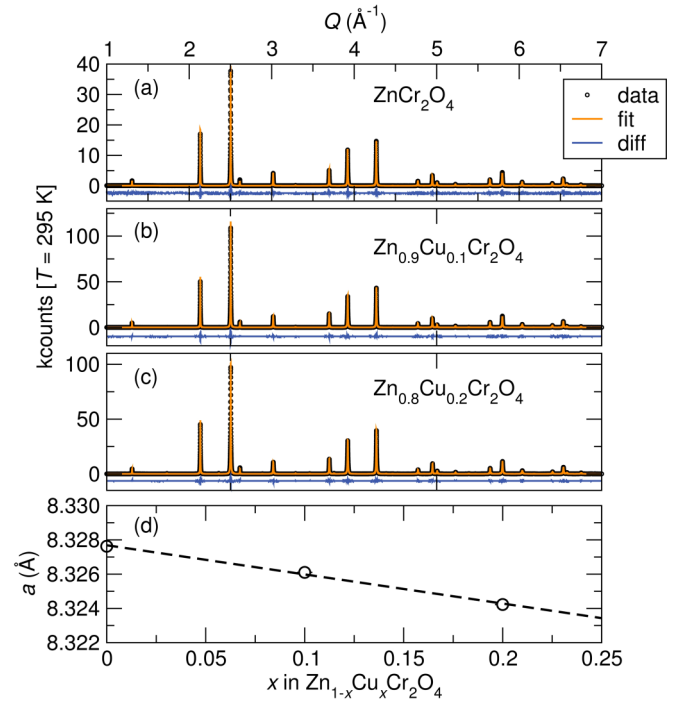 Q (Å⁻¹)
1 2 3 4 5 6 7
(a) ZnCr₂O₄
40
30
20
10
0
data
fit
diff
kcounts [T = 295 K]
(b) Zn₀.₉Cu₀.₁Cr₂O₄
100
50
0
(c) Zn₀.₈Cu₀.₂Cr₂O₄
100
50
0
(d)
8.330
8.328
8.326
8.324
8.322
a (Å)
0 0.05 0.1 0.15 0.2 0.25
x in Zn₁₋ₓCuₓCr₂O₄